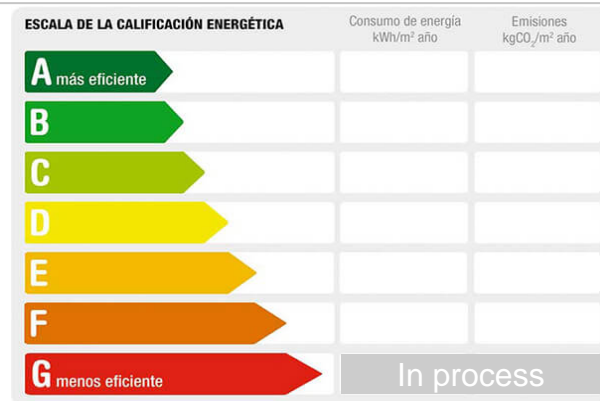 ESCALA DE LA CALIFICACIÓN ENERGÉTICA
Consumo de energía
kWh/m² año
Emisiones
kgCO₂/m² año
A más eficiente
B
C
D
E
F
G menos eficiente
In process